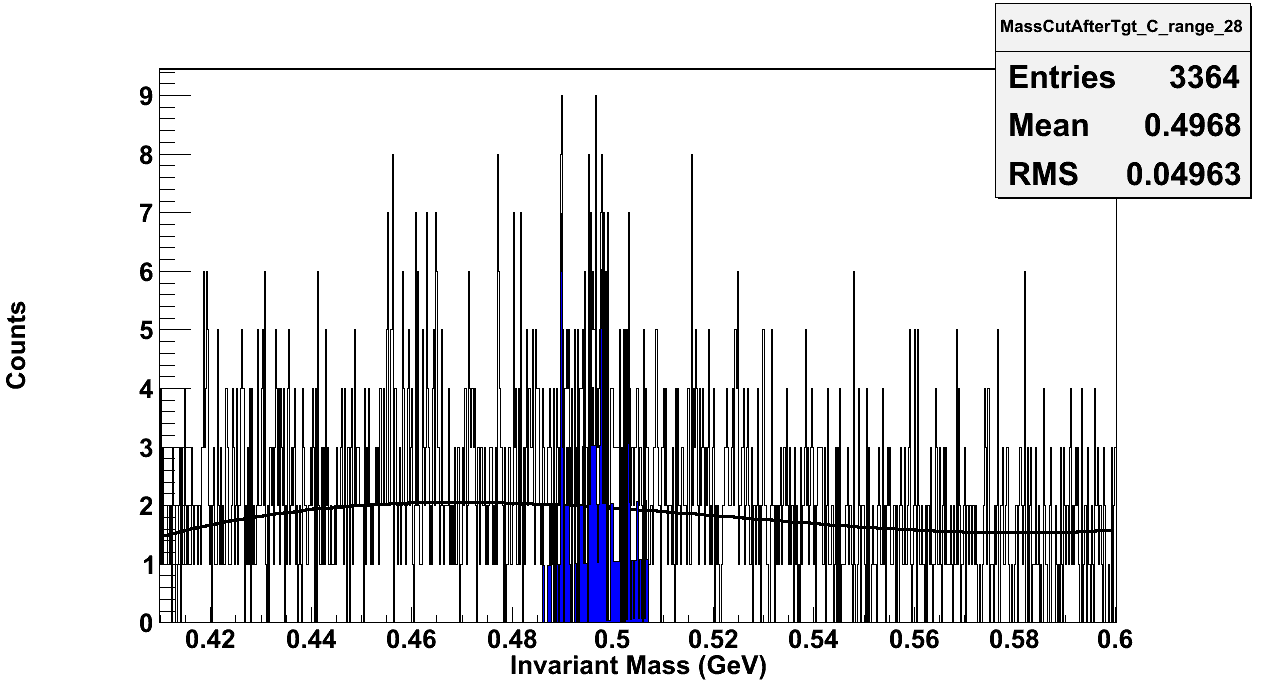 MassCutAfterTgt_C_range_28
Entries 3364
Mean 0.4968
RMS 0.04963
Counts
9
8
7
6
5
4
3
2
1
0
0.42 0.44 0.46 0.48 0.5 0.52 0.54 0.56 0.58 0.6
Invariant Mass (GeV)